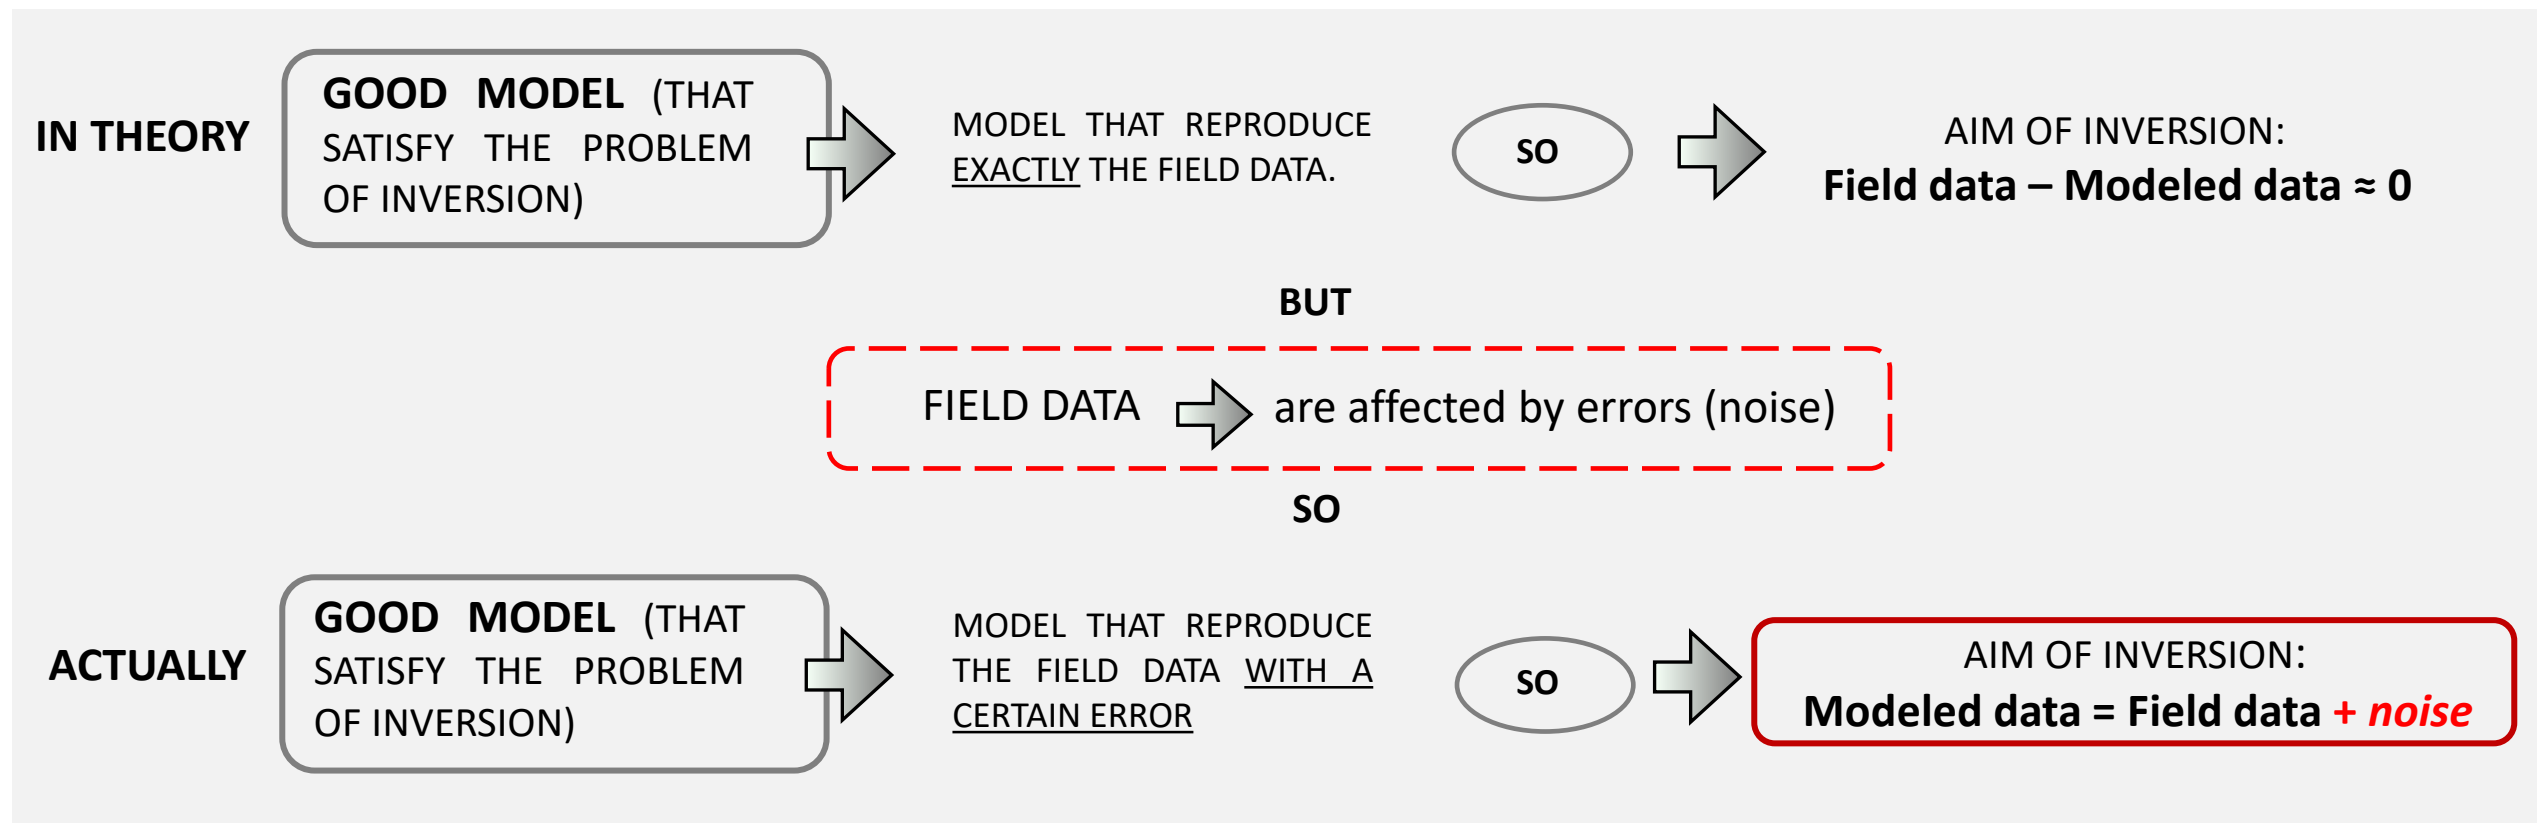 IN THEORY
GOOD MODEL (THAT
SATISFY THE PROBLEM
OF INVERSION)
MODEL THAT REPRODUCE
EXACTLY THE FIELD DATA.
SO
AIM OF INVERSION:
Field data – Modeled data ≈ 0
BUT
FIELD DATA are affected by errors (noise)
SO
ACTUALLY
GOOD MODEL (THAT
SATISFY THE PROBLEM
OF INVERSION)
MODEL THAT REPRODUCE
THE FIELD DATA WITH A
CERTAIN ERROR
SO
AIM OF INVERSION:
Modeled data = Field data + noise